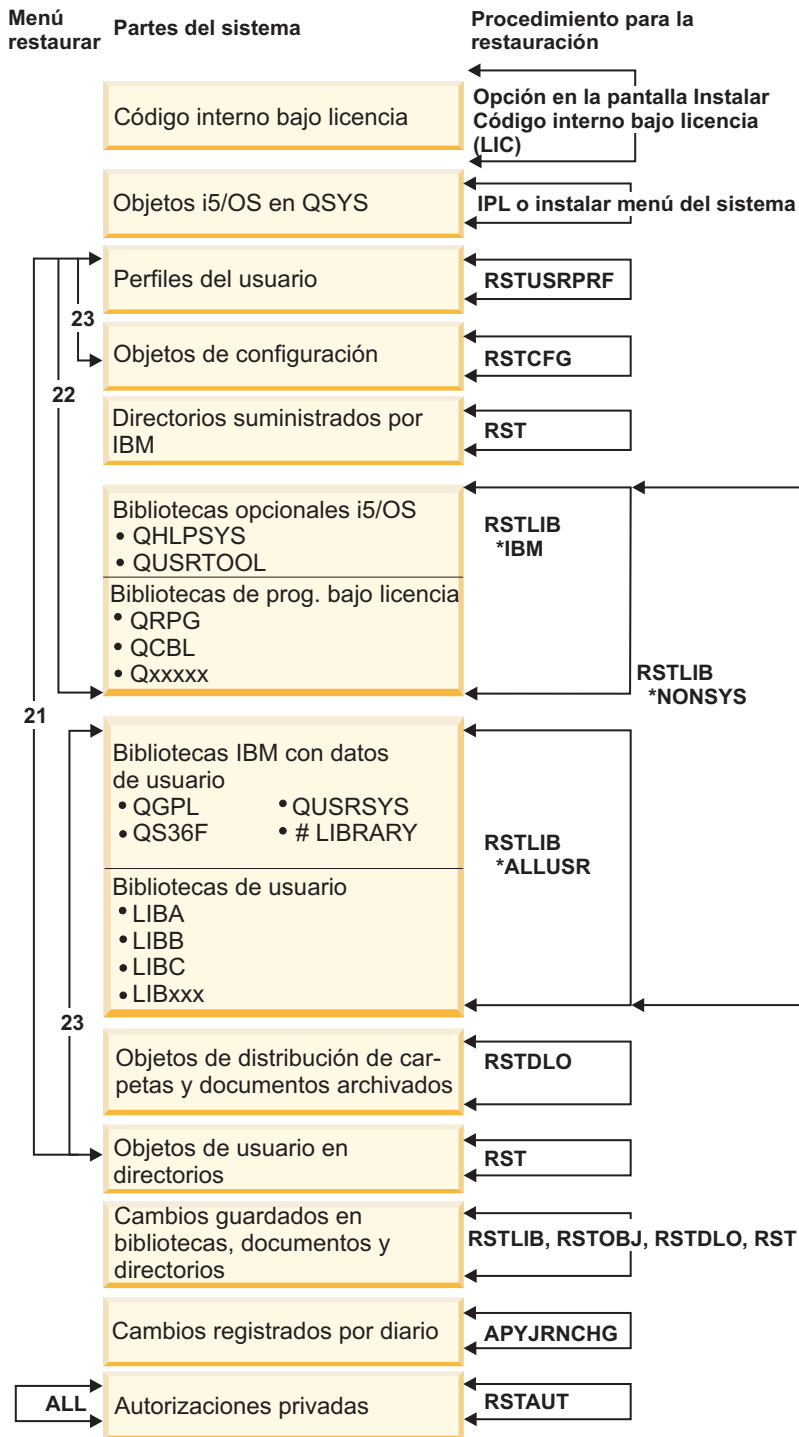 Menú
restaurar
Partes del sistema
Procedimiento para la
restauración
Código interno bajo licencia
Opción en la pantalla Instalar
Código interno bajo licencia
(LIC)
Objetos i5/OS en QSYS
IPL o instalar menú del sistema
Perfiles del usuario
RSTUSRPRF
23
Objetos de configuración
RSTCFG
22
Directorios suministrados por
IBM
RST
Bibliotecas opcionales i5/OS
• QHLPSYS
• QUSRTOOL
RSTLIB
*IBM
Bibliotecas de prog. bajo licencia
• QRPG
• QCBL
• Qxxxxx
RSTLIB
*NONSYS
21
Bibliotecas IBM con datos
de usuario
• QGPL • QUSRSYS
• QS36F • # LIBRARY
RSTLIB
*ALLUSR
Bibliotecas de usuario
• LIBA
• LIBB
• LIBC
• LIBxxx
23
Objetos de distribución de car-
petas y documentos archivados
RSTDLO
Objetos de usuario en
directorios
RST
Cambios guardados en
bibliotecas, documentos y
directorios
RSTLIB, RSTOBJ, RSTDLO, RST
Cambios registrados por diario
APYJRNCHG
ALL
Autorizaciones privadas
RSTAUT